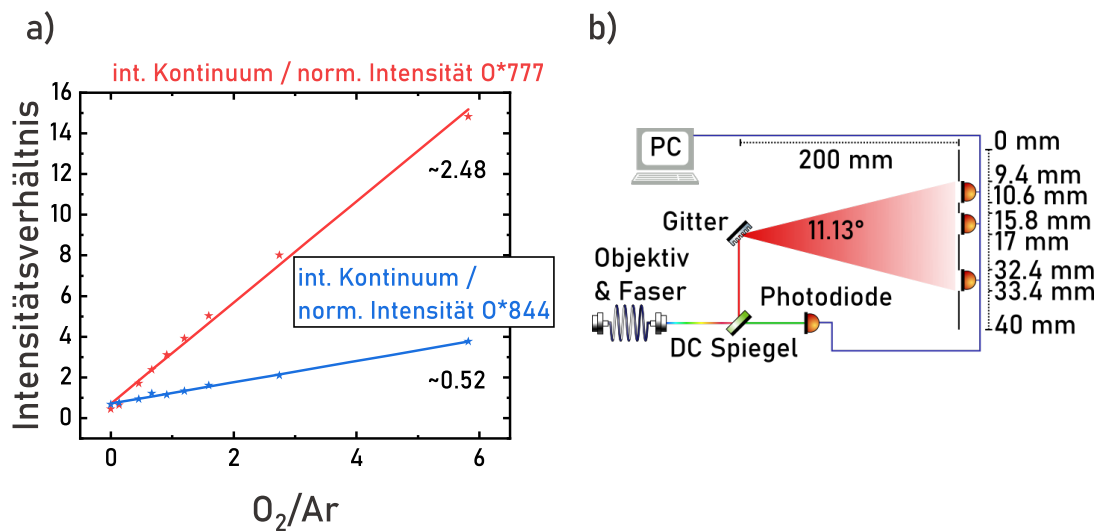 a)
int. Kontinuum / norm. Intensität O*777
Intensitätsverhältnis
16
14
12
10
8
6
4
2
0
~2.48
int. Kontinuum /
norm. Intensität O*844
~0.52
0
2
4
6
O₂/Ar
b)
PC
200 mm
0 mm
9.4 mm
10.6 mm
15.8 mm
17 mm
32.4 mm
33.4 mm
40 mm
Gitter
11.13°
Objektiv
& Faser
Photodiode
DC Spiegel